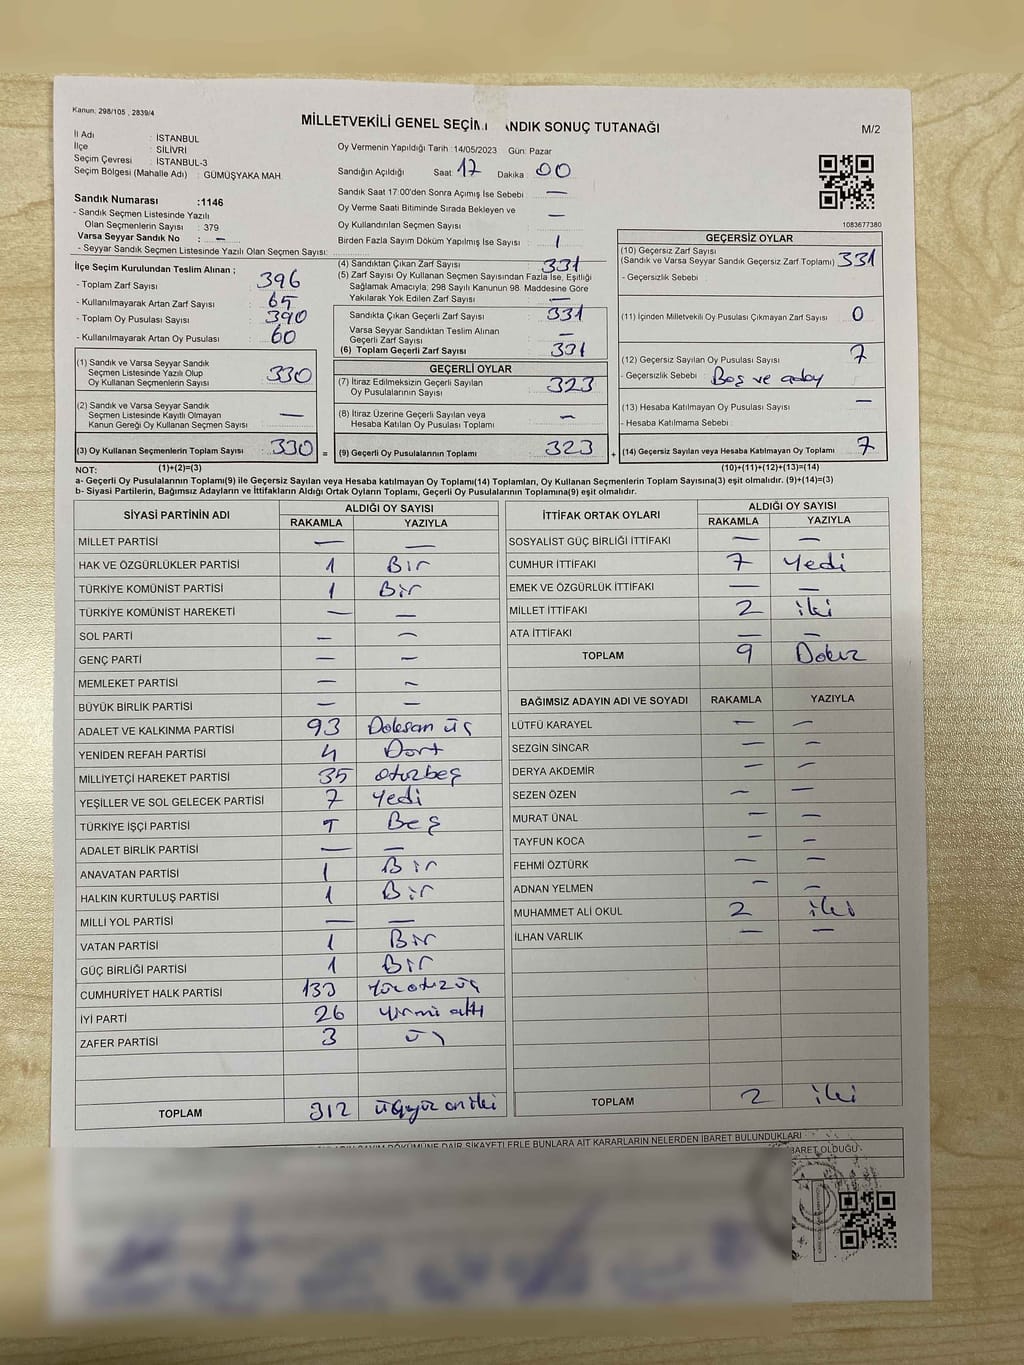 Kanun: 298/105 , 2839/4
MİLLETVEKİLİ GENEL SEÇİM ANDIK SONUÇ TUTANAĞI
M/2
İl Adı : İSTANBUL
İlçe : SİLİVRİ
Seçim Çevresi : İSTANBUL-3
Seçim Bölgesi (Mahalle Adı) : GÜMÜŞYAKA MAH.
Oy Vermenin Yapıldığı Tarih :14/05/2023 Gün: Pazar
Sandığın Açıldığı Saat 17 Dakika 00
Sandık Saat 17:00'den Sonra Açımış İse Sebebi —
Oy Verme Saati Bitiminde Sırada Bekleyen ve
Oy Kullandırılan Seçmen Sayısı —
Birden Fazla Sayım Döküm Yapılmış İse Sayısı 1
Sandık Numarası :1146
- Sandık Seçmen Listesinde Yazılı
Olan Seçmenlerin Sayısı : 379
Varsa Seyyar Sandık No : —
- Seyyar Sandık Seçmen Listesinde Yazılı Olan Seçmen Sayısı:
1083677380
İlçe Seçim Kurulundan Teslim Alınan ;
- Toplam Zarf Sayısı 396
- Kullanılmayarak Artan Zarf Sayısı 65
- Toplam Oy Pusulası Sayısı 390
- Kullanılmayarak Artan Oy Pusulası 60
(1) Sandık ve Varsa Seyyar Sandık
Seçmen Listesinde Yazılı Olup
Oy Kullanan Seçmenlerin Sayısı 330
(2) Sandık ve Varsa Seyyar Sandık
Seçmen Listesinde Kayıtlı Olmayan
Kanun Gereği Oy Kullanan Seçmen Sayısı —
(3) Oy Kullanan Seçmenlerin Toplam Sayısı 330 =
(4) Sandıktan Çıkan Zarf Sayısı 331
(5) Zarf Sayısı Oy Kullanan Seçmen Sayısından Fazla İse, Eşitliği
Sağlamak Amacıyla; 298 Sayılı Kanunun 98. Maddesine Göre
Yakılarak Yok Edilen Zarf Sayısı —
Sandıkta Çıkan Geçerli Zarf Sayısı 331
Varsa Seyyar Sandıktan Teslim Alınan
Geçerli Zarf Sayısı —
(6) Toplam Geçerli Zarf Sayısı 331
GEÇERLİ OYLAR
(7) İtiraz Edilmeksizin Geçerli Sayılan
Oy Pusulalarının Sayısı 323
(8) İtiraz Üzerine Geçerli Sayılan veya
Hesaba Katılan Oy Pusulası Toplamı —
(9) Geçerli Oy Pusulalarının Toplamı 323 +
GEÇERSİZ OYLAR
(10) Geçersiz Zarf Sayısı
(Sandık ve Varsa Seyyar Sandık Geçersiz Zarf Toplamı) 331
- Geçersizlik Sebebi
(11) İçinden Milletvekili Oy Pusulası Çıkmayan Zarf Sayısı 0
(12) Geçersiz Sayılan Oy Pusulası Sayısı 7
- Geçersizlik Sebebi Boş ve aday
(13) Hesaba Katılmayan Oy Pusulası Sayısı —
- Hesaba Katılmama Sebebi
(14) Geçersiz Sayılan veya Hesaba Katılmayan Oy Toplamı 7
NOT: (1)+(2)=(3) (10)+(11)+(12)+(13)=(14)
a- Geçerli Oy Pusulalarının Toplamı(9) ile Geçersiz Sayılan veya Hesaba katılmayan Oy Toplamı(14) Toplamları, Oy Kullanan Seçmenlerin Toplam Sayısına(3) eşit olmalıdır. (9)+(14)=(3)
b- Siyasi Partilerin, Bağımsız Adayların ve İttifakların Aldığı Ortak Oyların Toplamı, Geçerli Oy Pusulalarının Toplamına(9) eşit olmalıdır.
SİYASİ PARTİNİN ADI ALDIĞI OY SAYISI
RAKAMLA YAZIYLA
MİLLET PARTİSİ — —
HAK VE ÖZGÜRLÜKLER PARTİSİ 1 Bir
TÜRKİYE KOMÜNİST PARTİSİ 1 Bir
TÜRKİYE KOMÜNİST HAREKETİ — —
SOL PARTİ — —
GENÇ PARTİ — —
MEMLEKET PARTİSİ — —
BÜYÜK BİRLİK PARTİSİ — —
ADALET VE KALKINMA PARTİSİ 93 Doksan üç
YENİDEN REFAH PARTİSİ 4 Dört
MİLLİYETÇİ HAREKET PARTİSİ 35 otuzbeş
YEŞİLLER VE SOL GELECEK PARTİSİ 7 Yedi
TÜRKİYE İŞÇİ PARTİSİ 5 Beş
ADALET BİRLİK PARTİSİ — —
ANAVATAN PARTİSİ 1 Bir
HALKIN KURTULUŞ PARTİSİ 1 Bir
MİLLİ YOL PARTİSİ — —
VATAN PARTİSİ 1 Bir
GÜÇ BİRLİĞİ PARTİSİ 1 Bir
CUMHURİYET HALK PARTİSİ 133 Yüzotuz üç
İYİ PARTİ 26 Yirmi altı
ZAFER PARTİSİ 3 üç
TOPLAM 312 üçyüz oniki
İTTİFAK ORTAK OYLARI ALDIĞI OY SAYISI
RAKAMLA YAZIYLA
SOSYALİST GÜÇ BİRLİĞİ İTTİFAKI — —
CUMHUR İTTİFAKI 7 Yedi
EMEK VE ÖZGÜRLÜK İTTİFAKI — —
MİLLET İTTİFAKI 2 iki
ATA İTTİFAKI — —
TOPLAM 9 Dokuz
BAĞIMSIZ ADAYIN ADI VE SOYADI RAKAMLA YAZIYLA
LÜTFÜ KARAYEL — —
SEZGİN SİNCAR — —
DERYA AKDEMİR — —
SEZEN ÖZEN — —
MURAT ÜNAL — —
TAYFUN KOCA — —
FEHMİ ÖZTÜRK — —
ADNAN YELMEN — —
MUHAMMET ALİ OKUL 2 iki
İLHAN VARLIK — —
TOPLAM 2 iki
SAYIM DÖKÜMÜNE DAİR ŞİKAYETLERLE BUNLARA AİT KARARLARIN NELERDEN İBARET BULUNDUKLARI
İBARET OLDUĞU